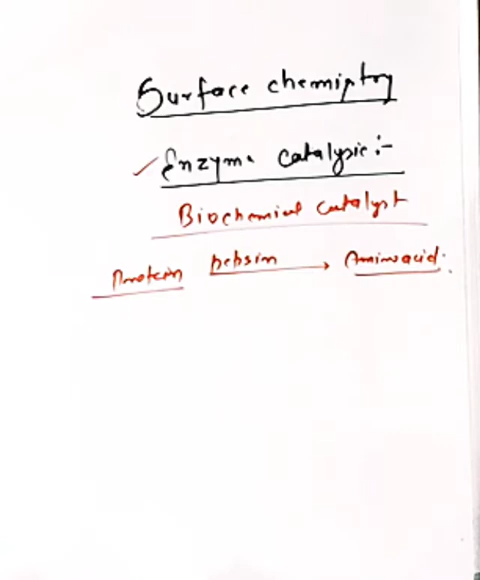 Surface chemistry
Enzyme catalysis:-
Biochemical catalyst
Protein pepsin → Aminoacid.